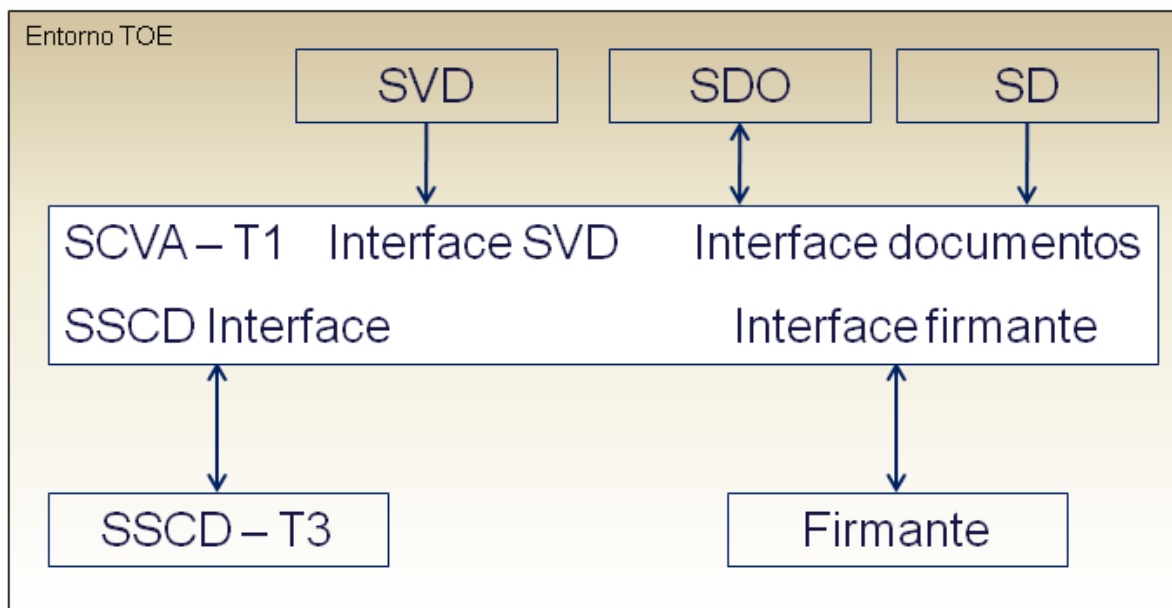 Entorno TOE
SVD SDO SD
SCVA – T1 Interface SVD Interface documentos
SSCD Interface Interface firmante
SSCD – T3 Firmante